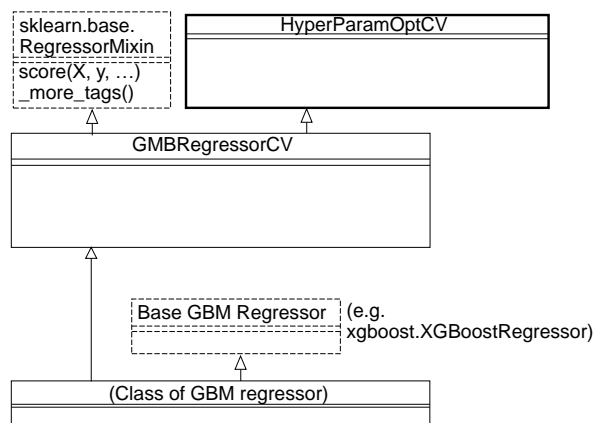 sklearn.base.
RegressorMixin
score(X, y, …)
_more_tags()
HyperParamOptCV
GMBRegressorCV
Base GBM Regressor
(e.g.
xgboost.XGBoostRegressor)
(Class of GBM regressor)